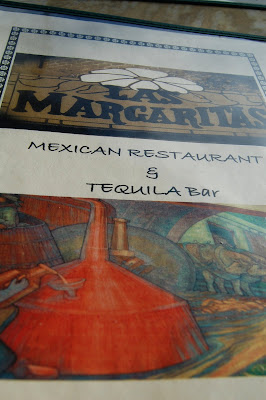 LAS
MARGARITAS
MEXICAN RESTAURANT
&
TEQUILA Bar